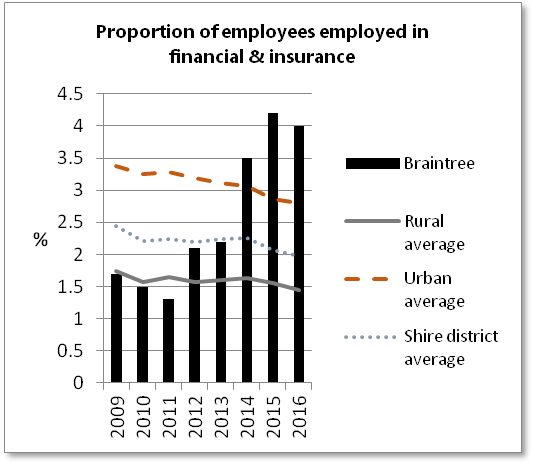 Proportion of employees employed in
financial & insurance
4.5
4
3.5
3
2.5
2
1.5
1
0.5
0
%
2009
2010
2011
2012
2013
2014
2015
2016
Braintree
Rural
average
Urban
average
Shire district
average